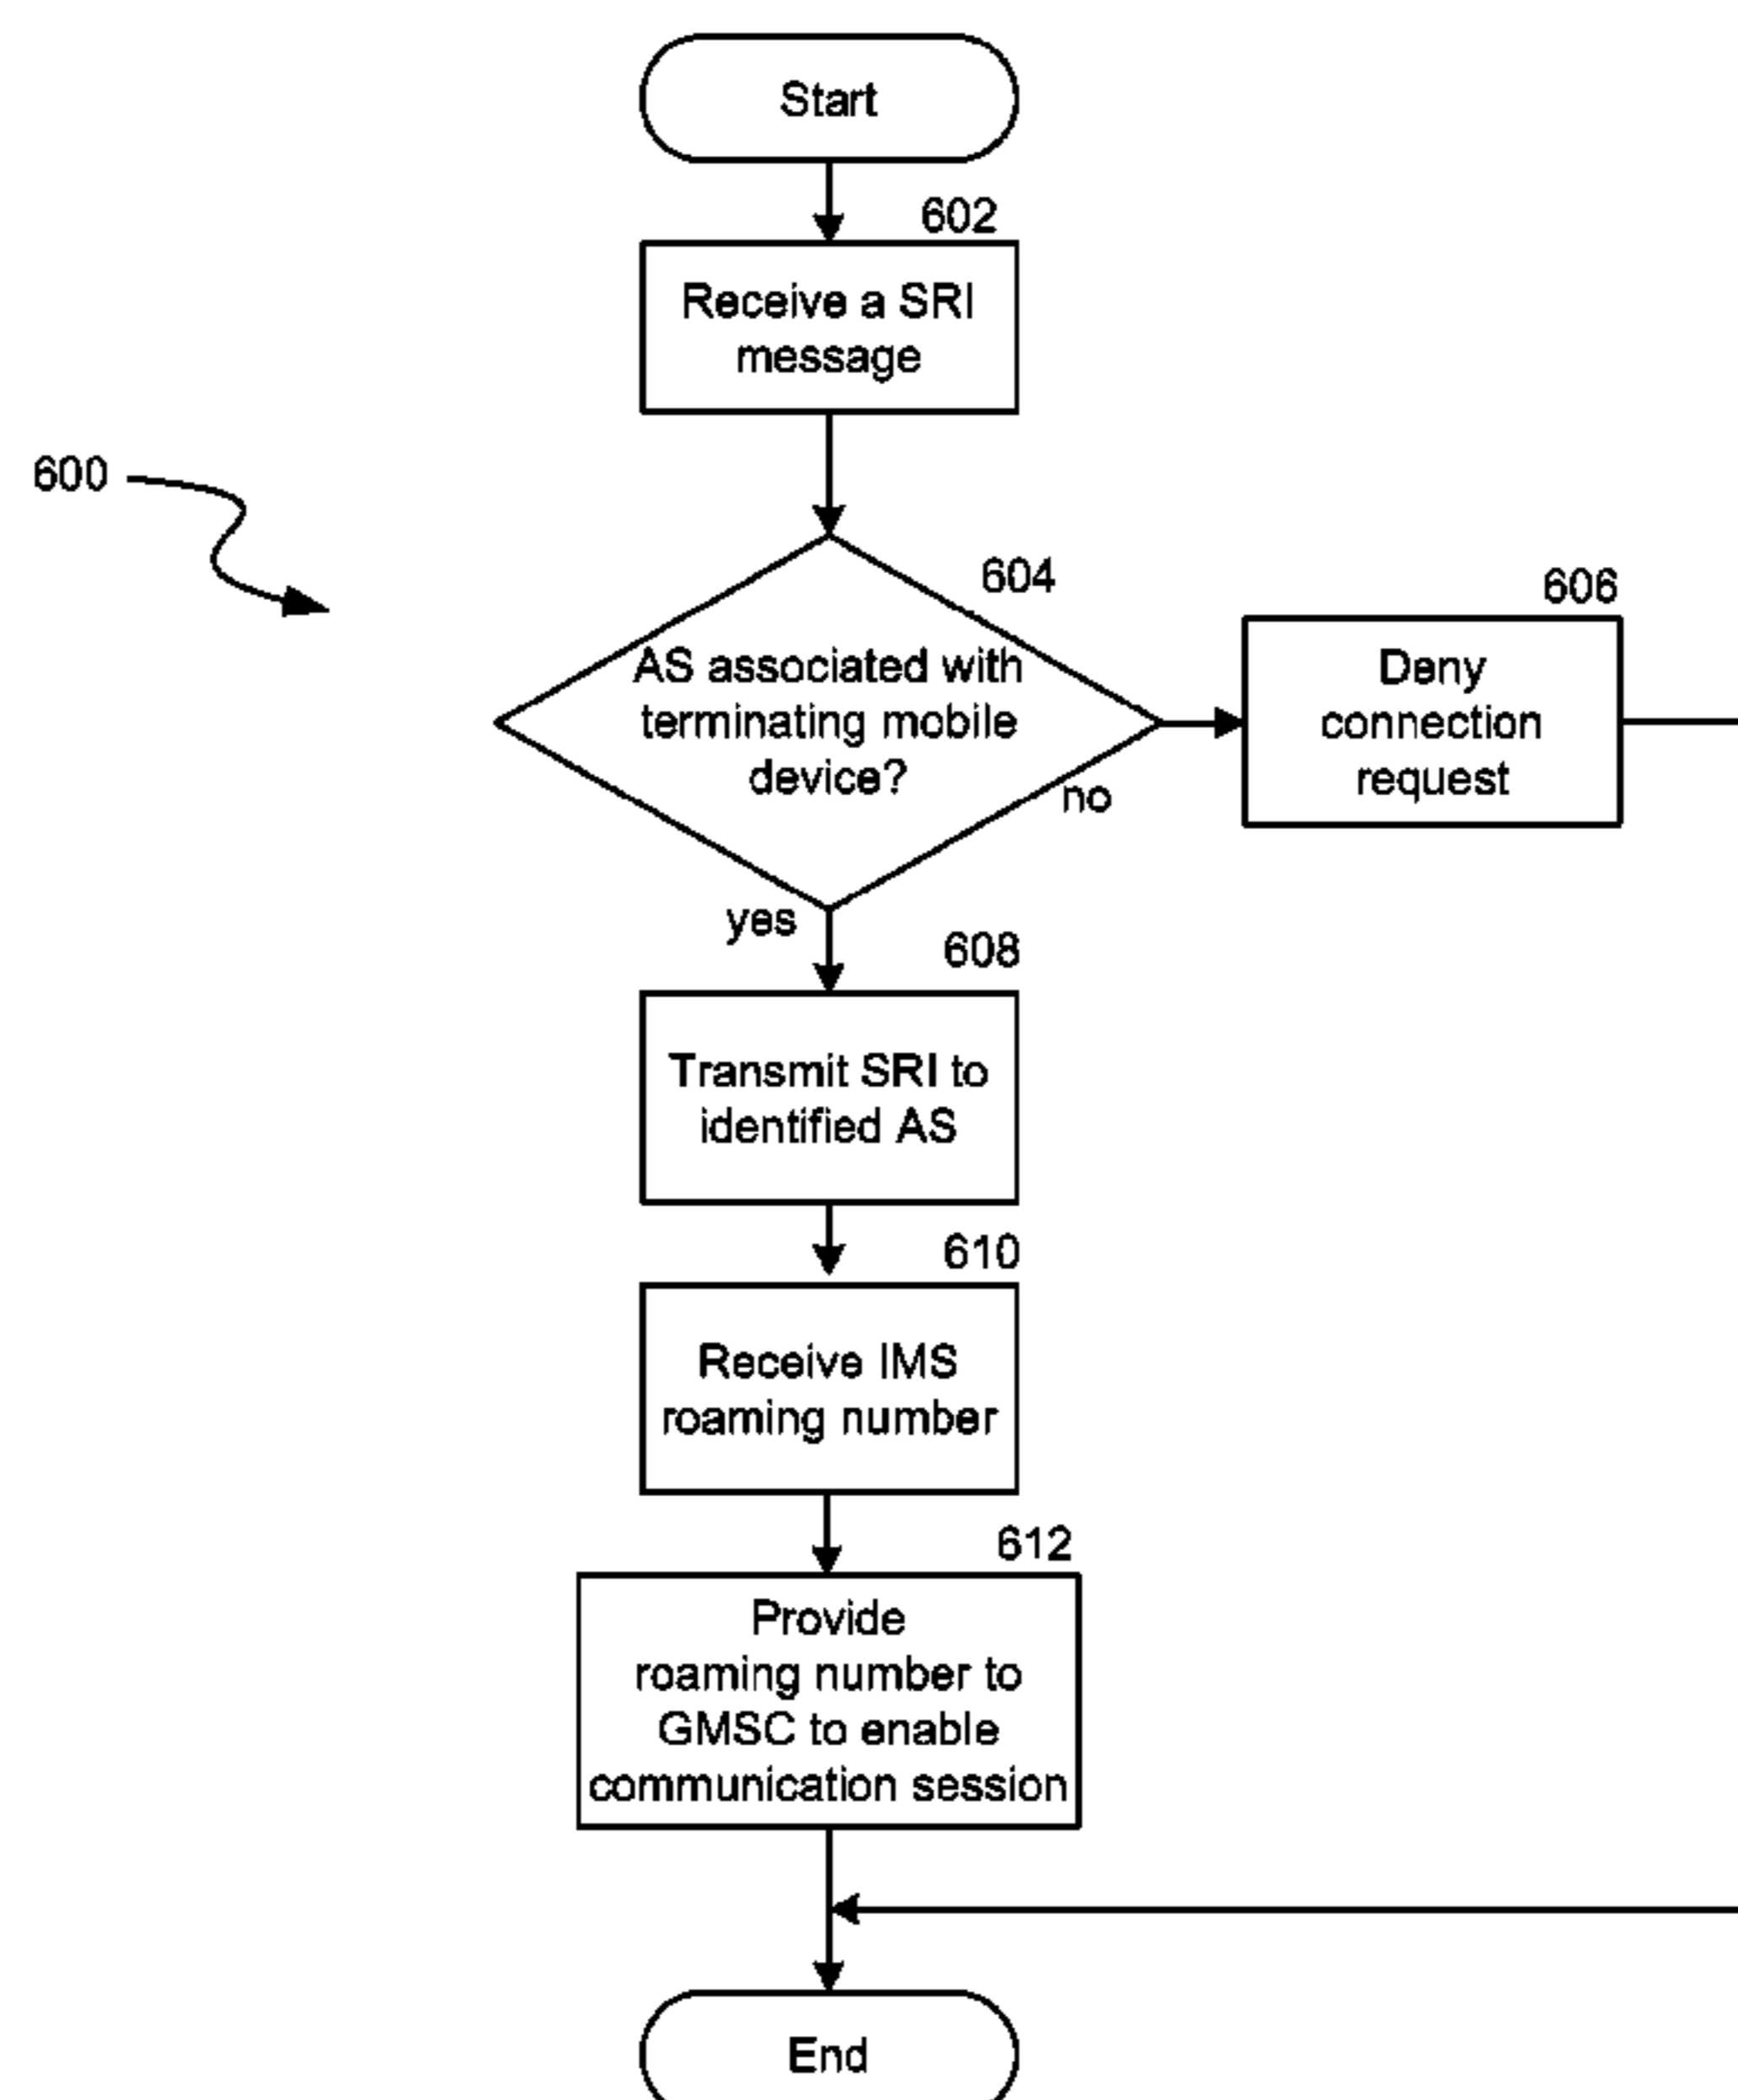 Start
602
Receive a SRI
message
600
604
AS associated with
terminating mobile
device?
no
606
Deny
connection
request
yes
608
Transmit SRI to
identified AS
610
Receive IMS
roaming number
612
Provide
roaming number to
GMSC to enable
communication session
End